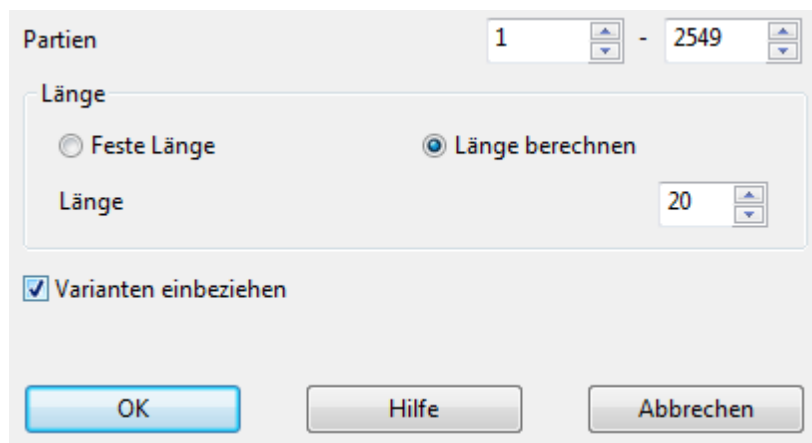 Partien 1 - 2549
Länge
Feste Länge Länge berechnen
Länge 20
Varianten einbeziehen
OK Hilfe Abbrechen